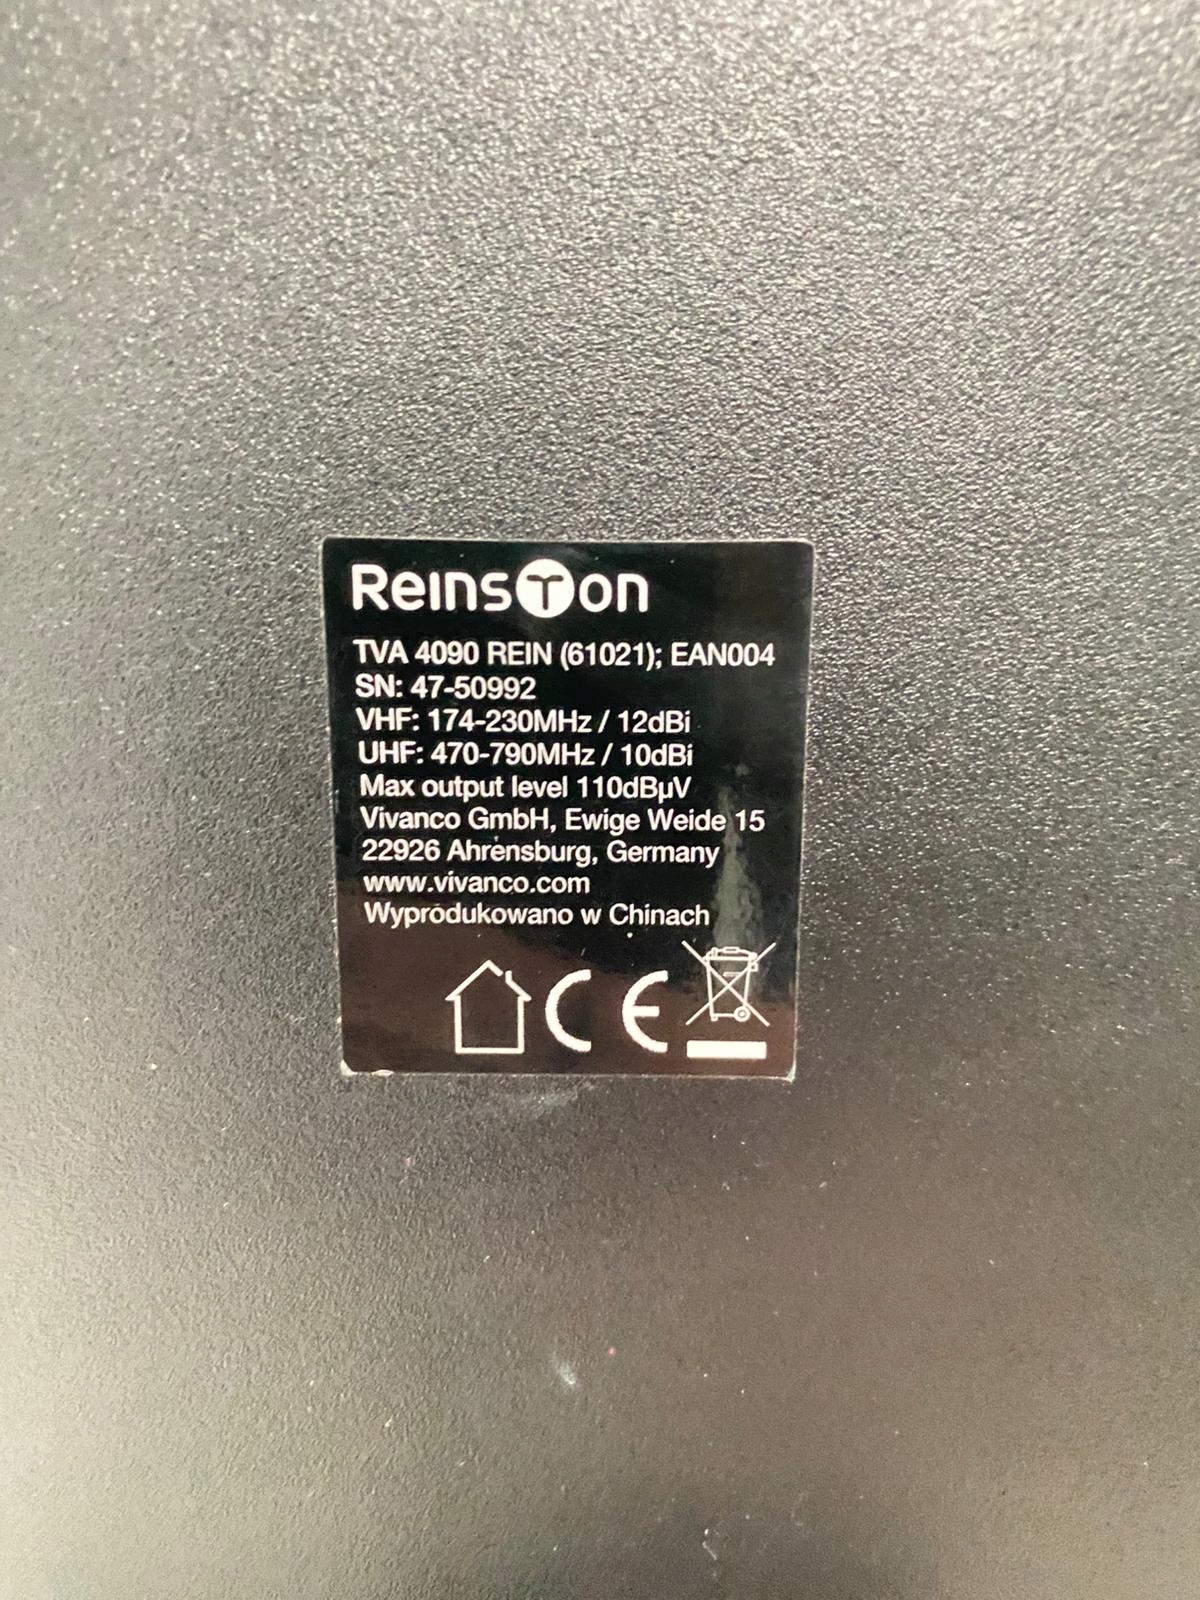 ReinsTon
TVA 4090 REIN (61021); EAN004
SN: 47-50992
VHF: 174-230MHz / 12dBi
UHF: 470-790MHz / 10dBi
Max output level 110dBµV
Vivanco GmbH, Ewige Weide 15
22926 Ahrensburg, Germany
www.vivanco.com
Wyprodukowano w Chinach
CE